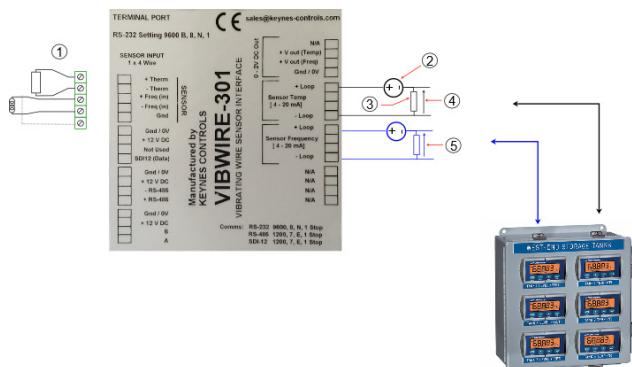 TERMINAL PORT
CE sales@keynes-controls.com
RS-232 Setting 9600 B, 8, N, 1
SENSOR INPUT
1 x 4 Wire
+ Therm
- Therm
+ Freq (in)
- Freq (in)
Gnd
SENSOR
Gnd / 0V
+ 12 V DC
Not Used
SDI12 (Data)
Gnd / 0V
+ 12 V DC
- RS-485
+ RS-485
Gnd / 0V
+ 12 V DC
B
A
Manufactured by
KEYNES CONTROLS
VIBWIRE-301
VIBRATING WIRE SENSOR INTERFACE
0 - 2V DC Out
N/A
+ V out (Temp)
+ V out (Freq)
Gnd / 0V
+ Loop
Sensor Temp
[ 4 - 20 mA]
- Loop
+ Loop
Sensor Frequency
[ 4 - 20 mA]
- Loop
N/A
N/A
N/A
N/A
Comms: RS-232 9600, 8, N, 1 Stop
RS-485 1200, 7, E, 1 Stop
SDI-12 1200, 7, E, 1 Stop
1
2
3
4
5
WEST-END STORAGE TANKS